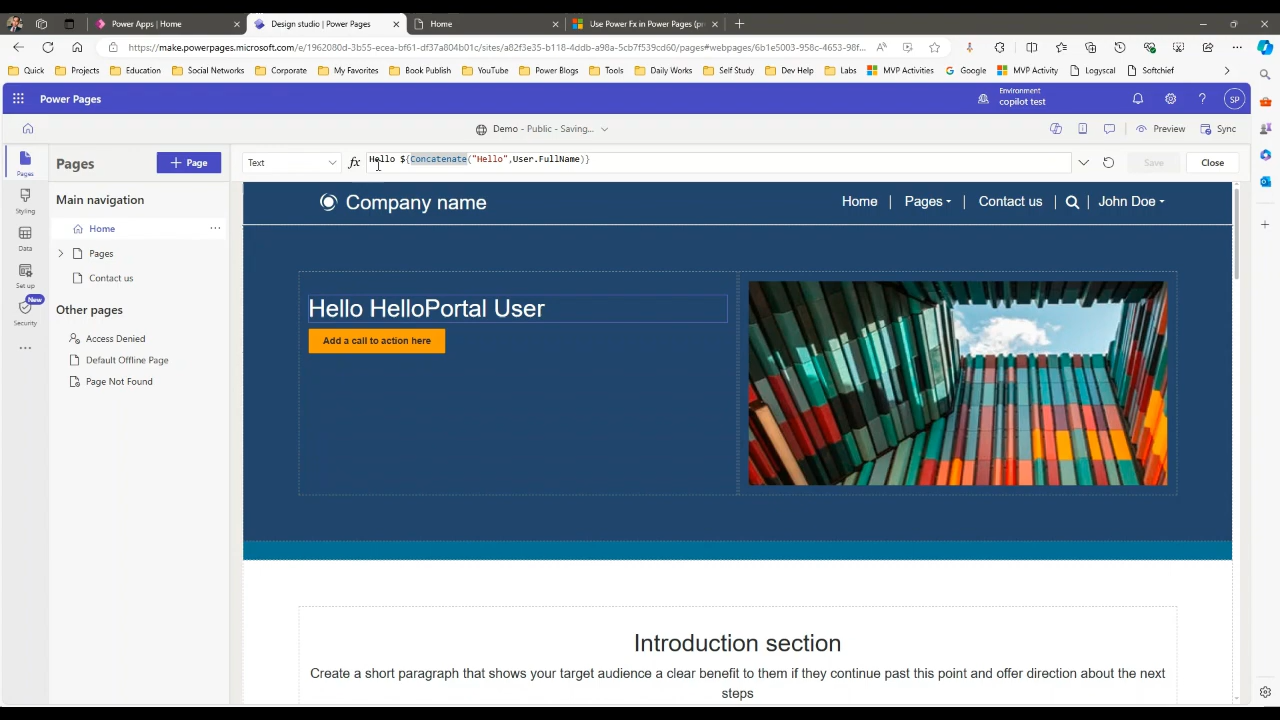 Power Apps | Home
Design studio | Power Pages
Home
Use Power Fx in Power Pages (pr
https://make.powerpages.microsoft.com/e/1962080d-3b55-ecea-bf61-df37a804b01c/sites/a82f3e35-b111-4ddb-a98a-5cb7f539cd60/pages#webpages/6b1e5003-958c-4063-98f...
Quick
Projects
Education
Social Networks
Corporate
My Favorites
Book Publish
YouTube
Power Blogs
Tools
Daily Works
Self Study
Dev Help
Labs
MVP Activities
Google
MVP Activity
Logyscal
Softchief
Power Pages
Environment
copilot test
SP
Demo - Public - Saving...
Preview
Sync
Pages
Styling
Data
Set up
New
Security
Pages
+ Page
Main navigation
Home
Pages
Contact us
Other pages
Access Denied
Default Offline Page
Page Not Found
Text
fx
Hello ${Concatenate("Hello",User.FullName)}
Save
Close
Company name
Home
Pages
Contact us
John Doe
Hello HelloPortal User
Add a call to action here
Introduction section
Create a short paragraph that shows your target audience a clear benefit to them if they continue past this point and offer direction about the next
steps